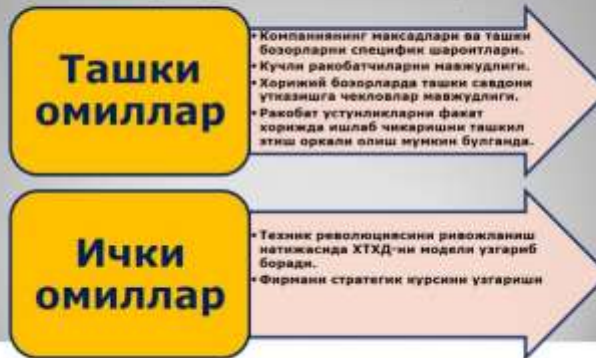 Ташки
омиллар
• Компаниянинг максадлари ва ташки
бозорларни специфик шароитлари.
• Кучли ракобатчиларни мавжудлиги.
• Хорижий бозорларда ташки савдони
утказишга чекловлар мавжудлиги.
• Ракобат устунликларни факат
хорижда ишлаб чикаришни ташкил
этиш оркали олиш мумкин булганда.
Ички
омиллар
• Техник революциясини ривожланиш
натижасида ХТХД-ни модели узгариб
боради.
• Фирмани стратегик курсини узгариши